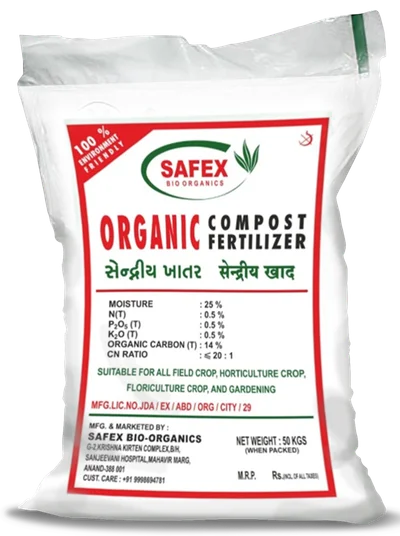 100 %
ENVIRONMENT
FRIENDLY
SAFEX
BIO ORGANICS
ORGANIC COMPOST
FERTILIZER
સેન્દ્રીય ખાતર सेन्द्रीय खाद
MOISTURE : 25 %
N(T) : 0.5 %
P₂O₅ (T) : 0.5 %
K₂O (T) : 0.5 %
ORGANIC CARBON (T) : 14 %
CN RATIO : ⩽ 20 : 1
SUITABLE FOR ALL FIELD CROP, HORTICULTURE CROP,
FLORICULTURE CROP, AND GARDENING
MFG.LIC.NO.JDA / EX / ABD / ORG / CITY / 29
MFG. & MARKETED BY :
SAFEX BIO-ORGANICS
G-2,KRISHNA KIRTEN COMPLEX,B/H,
SANJEEVANI HOSPITAL,MAHAVIR MARG,
ANAND-388 001
CUST. CARE : +91 9998694781
NET WEIGHT : 50 KGS
(WHEN PACKED)
M.R.P. Rs.(INCL.OF ALL TAXES)